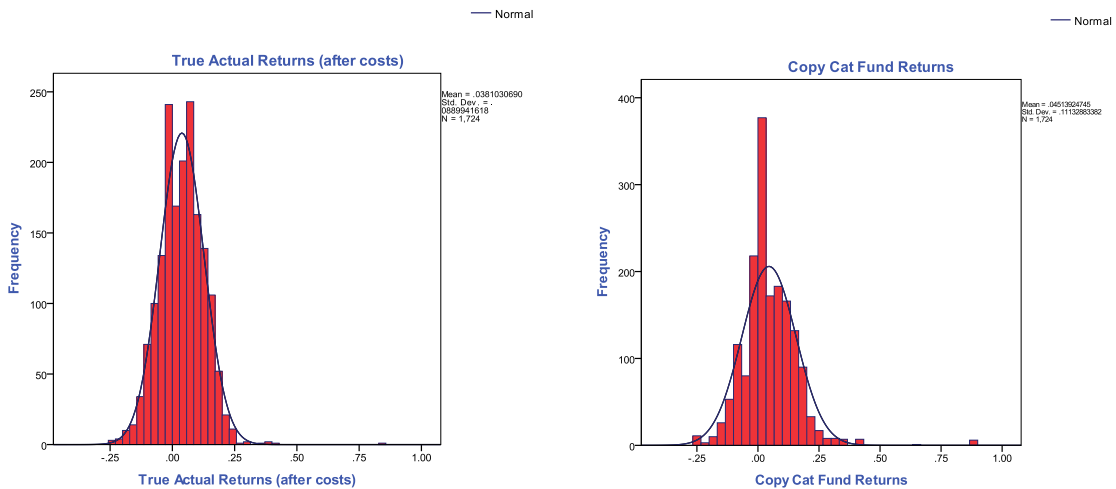 Normal
True Actual Returns (after costs)
Mean = .0381030690
Std. Dev. = .
0889941618
N = 1,724
250
200
150
100
50
0
Frequency
-.25
.00
.25
.50
.75
1.00
True Actual Returns (after costs)
Normal
Copy Cat Fund Returns
Mean = .04513924745
Std. Dev. = .11132883382
N = 1,724
400
300
200
100
0
Frequency
-.25
.00
.25
.50
.75
1.00
Copy Cat Fund Returns